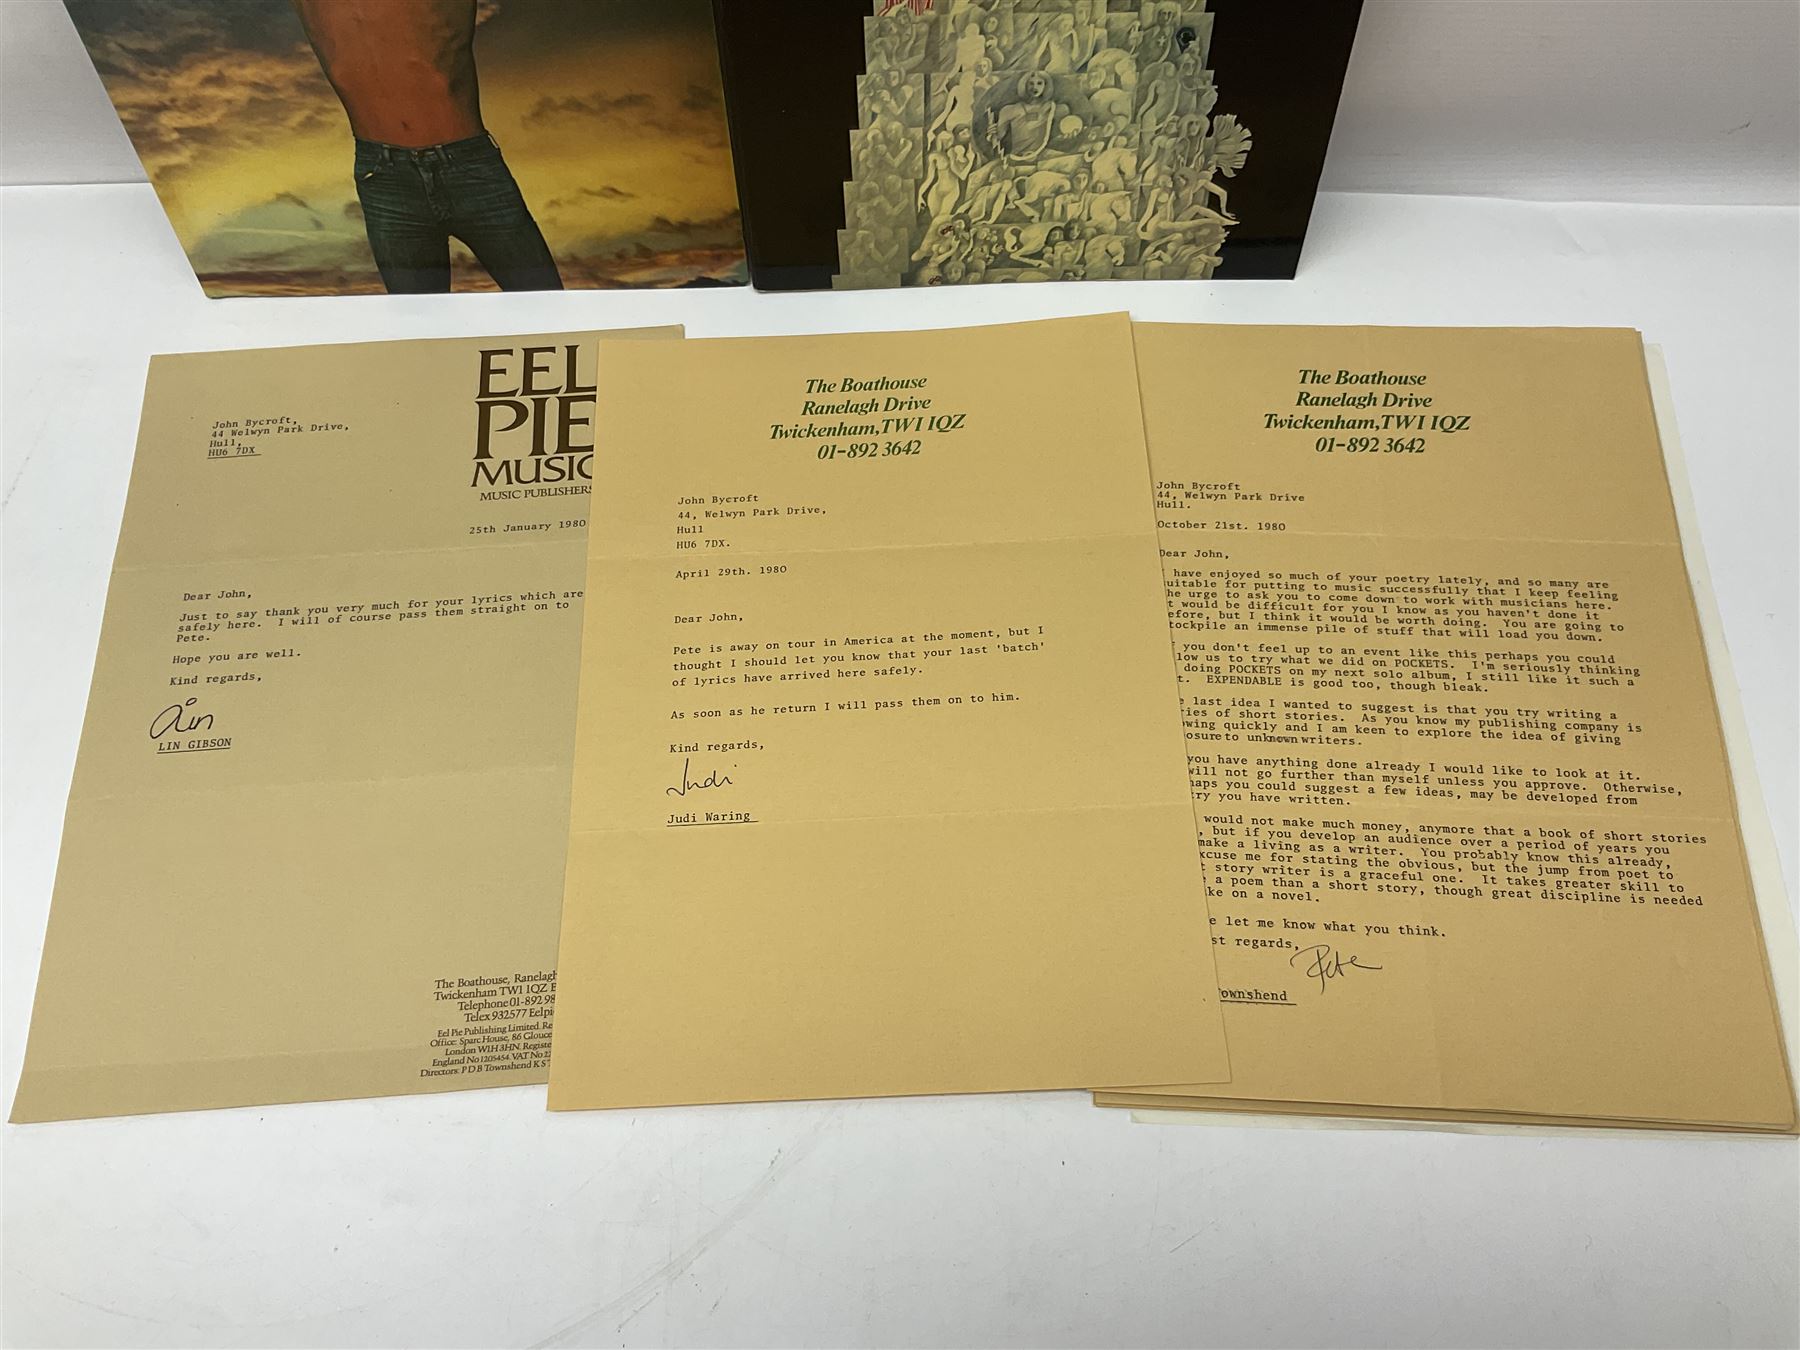 John Bycroft,
44 Welwyn Park Drive,
Hull,
HU6 7DX
EEL
PIE
MUSIC
MUSIC PUBLISHERS
25th January 1980
Dear John,
Just to say thank you very much for your lyrics which are
safely here. I will of course pass them straight on to
Pete.
Hope you are well.
Kind regards,
Lin
LIN GIBSON
The Boathouse, Ranelagh
Twickenham TW1 1QZ
Telephone 01-892 98
Telex 932577 Eelpi
Eel Pie Publishing Limited.
Office: Sparc House, 86 Glouce
London W1H 3HN. Registe
England No 1205454. VAT No
Directors: P D B Townshend K S
The Boathouse
Ranelagh Drive
Twickenham, TW1 1QZ
01-892 3642
John Bycroft
44, Welwyn Park Drive,
Hull
HU6 7DX.
April 29th. 1980
Dear John,
Pete is away on tour in America at the moment, but I
thought I should let you know that your last 'batch'
of lyrics have arrived here safely.
As soon as he return I will pass them on to him.
Kind regards,
Judi
Judi Waring
The Boathouse
Ranelagh Drive
Twickenham, TW1 1QZ
01-892 3642
John Bycroft
44, Welwyn Park Drive
Hull.
October 21st. 1980
Dear John,
have enjoyed so much of your poetry lately, and so many are
uitable for putting to music successfully that I keep feeling
he urge to ask you to come down to work with musicians here.
t would be difficult for you I know as you haven't done it
efore, but I think it would be worth doing. You are going to
tockpile an immense pile of stuff that will load you down.
you don't feel up to an event like this perhaps you could
low us to try what we did on POCKETS. I'm seriously thinking
doing POCKETS on my next solo album, I still like it such a
t. EXPENDABLE is good too, though bleak.
e last idea I wanted to suggest is that you try writing a
ries of short stories. As you know my publishing company is
wing quickly and I am keen to explore the idea of giving
osure to unknown writers.
you have anything done already I would like to look at it.
will not go further than myself unless you approve. Otherwise,
haps you could suggest a few ideas, may be developed from
try you have written.
would not make much money, anymore that a book of short stories
, but if you develop an audience over a period of years you
make a living as a writer. You probably know this already,
xcuse me for stating the obvious, but the jump from poet to
t story writer is a graceful one. It takes greater skill to
e a poem than a short story, though great discipline is needed
ke on a novel.
e let me know what you think.
st regards,
Pete
ownshend